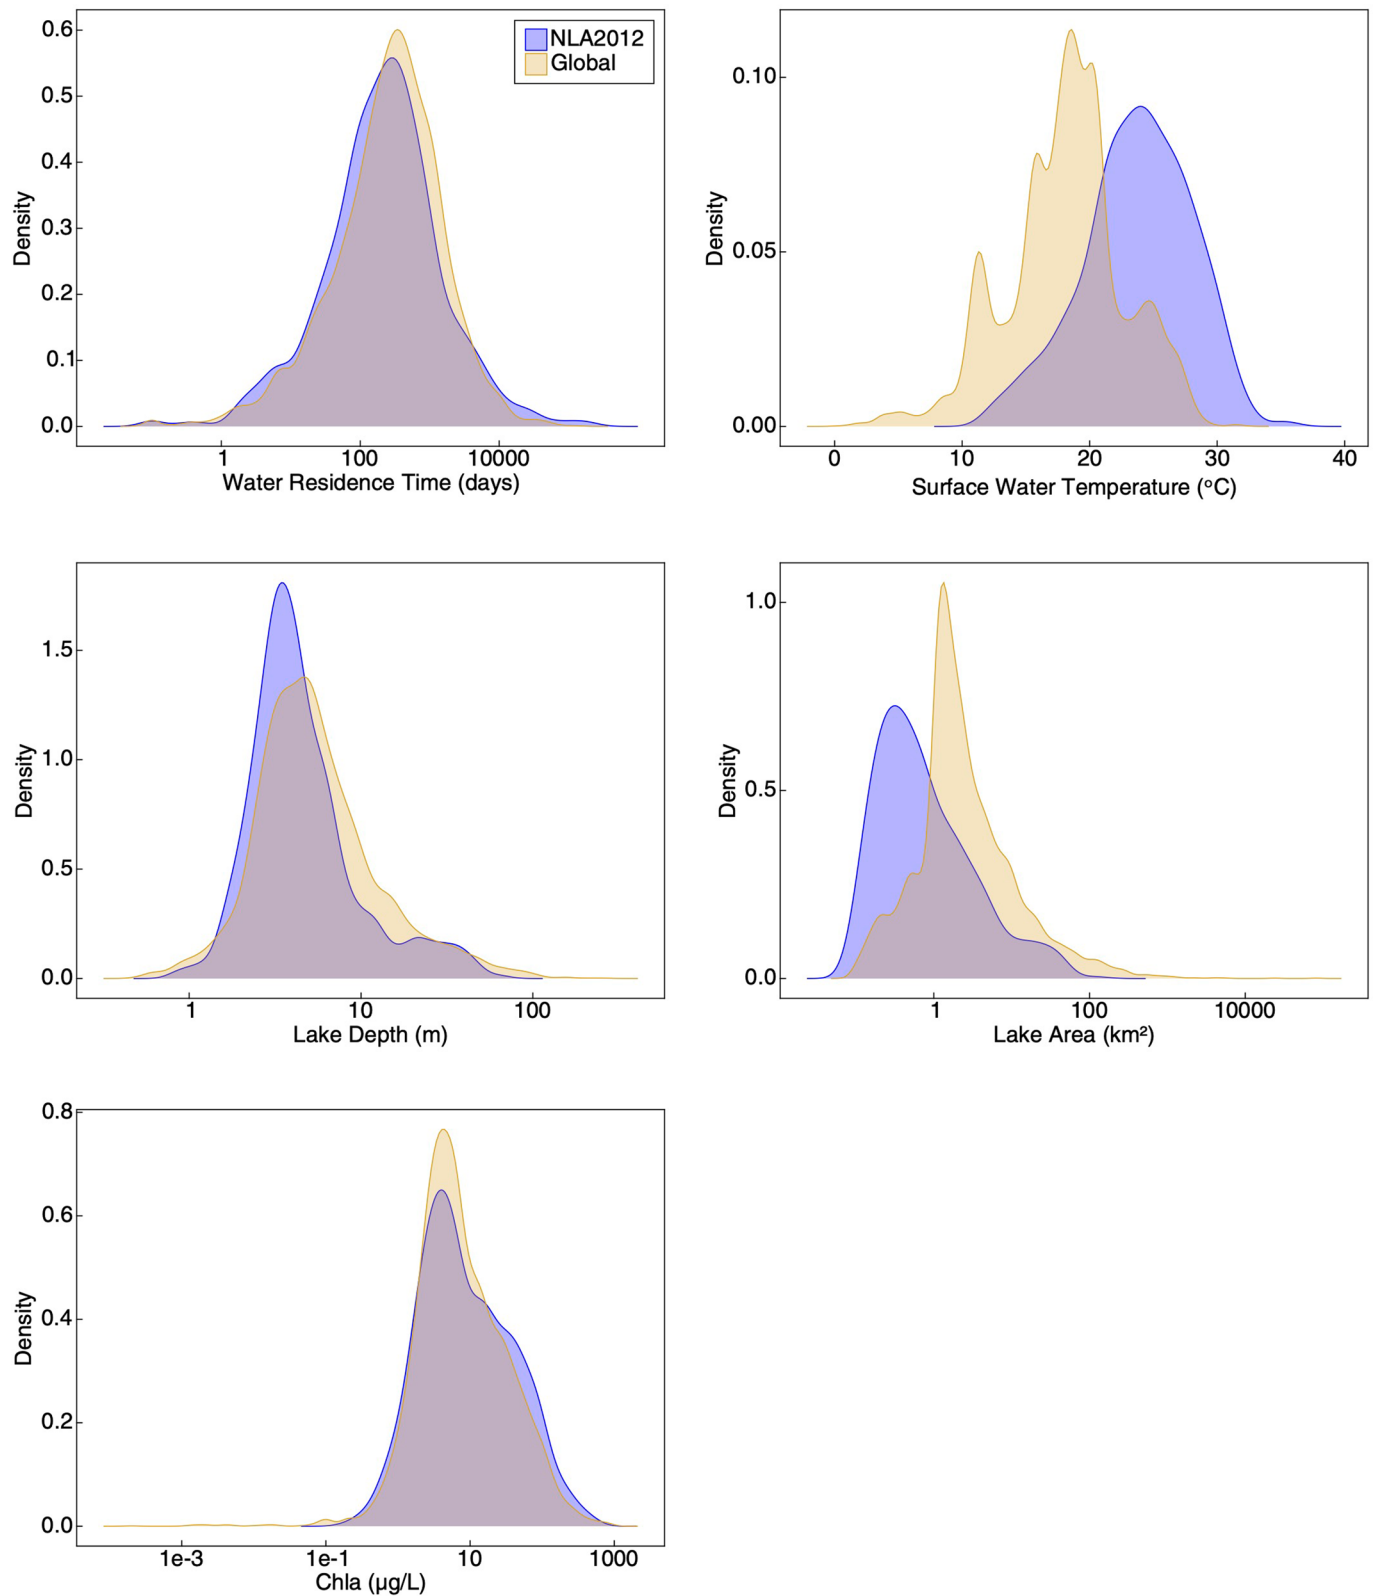 NLA2012
Global
0.6
0.5
0.4
0.3
0.2
0.1
0.0
Density
1 100 10000
Water Residence Time (days)
0.10
0.05
0.00
Density
0 10 20 30 40
Surface Water Temperature (°C)
1.5
1.0
0.5
0.0
Density
1 10 100
Lake Depth (m)
1.0
0.5
0.0
Density
1 100 10000
Lake Area (km²)
0.8
0.6
0.4
0.2
0.0
Density
1e-3 1e-1 10 1000
Chla (µg/L)